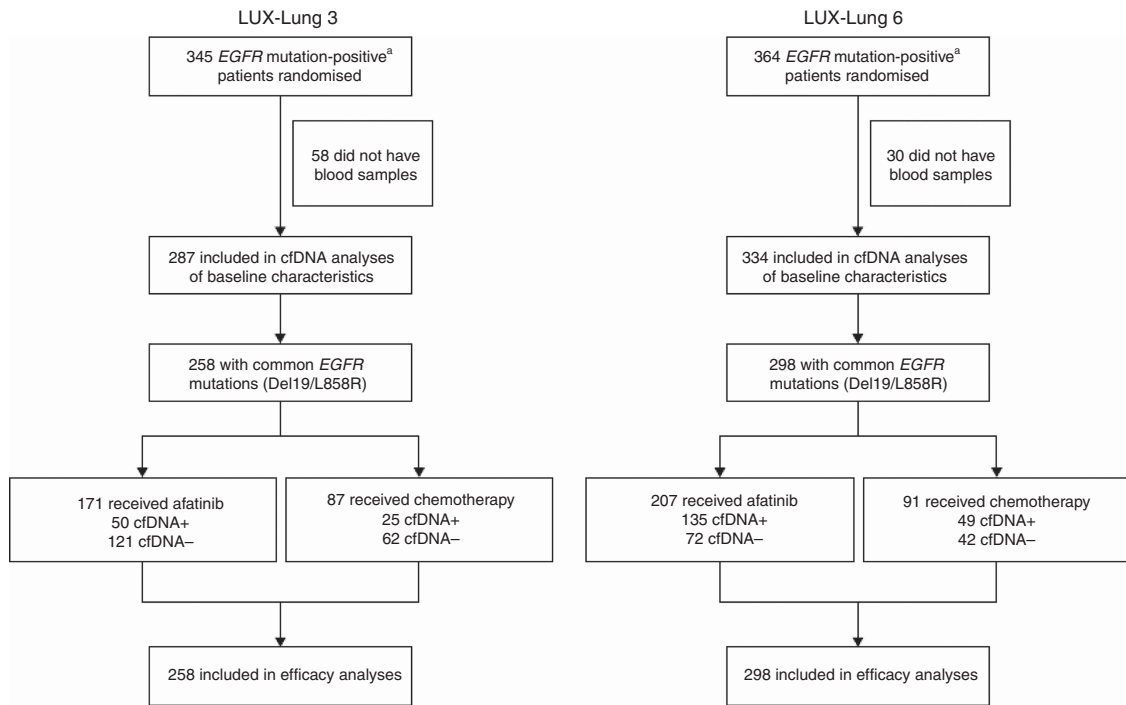 LUX-Lung 3
345 EGFR mutation-positiveᵃ
patients randomised
58 did not have
blood samples
287 included in cfDNA analyses
of baseline characteristics
258 with common EGFR
mutations (Del19/L858R)
171 received afatinib
50 cfDNA+
121 cfDNA–
87 received chemotherapy
25 cfDNA+
62 cfDNA–
258 included in efficacy analyses
LUX-Lung 6
364 EGFR mutation-positiveᵃ
patients randomised
30 did not have
blood samples
334 included in cfDNA analyses
of baseline characteristics
298 with common EGFR
mutations (Del19/L858R)
207 received afatinib
135 cfDNA+
72 cfDNA–
91 received chemotherapy
49 cfDNA+
42 cfDNA–
298 included in efficacy analyses